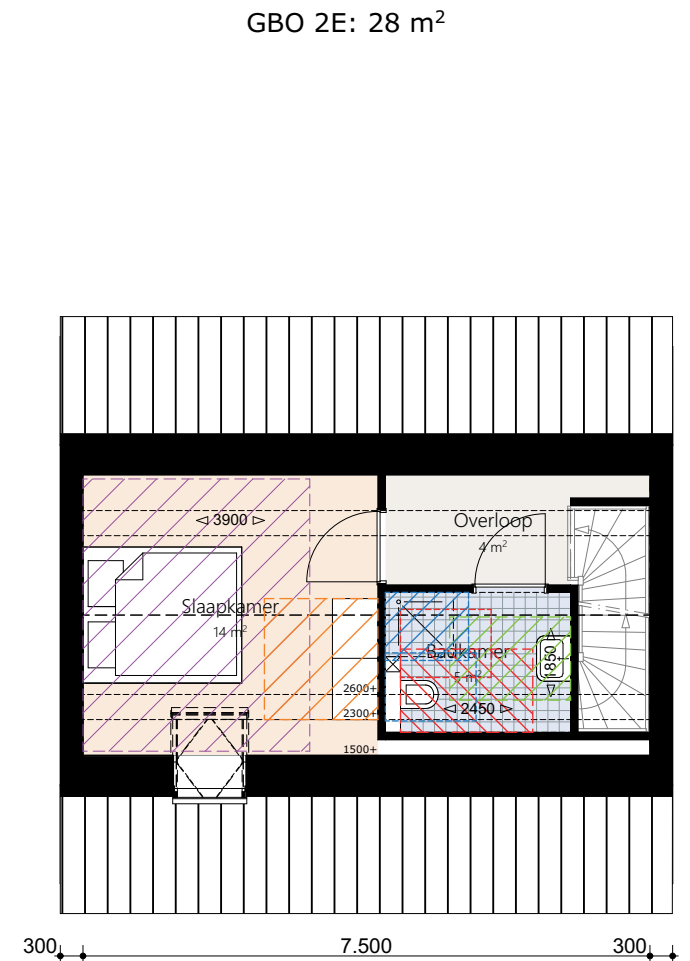 GBO 2E: 28 m²
3900
Overloop
4 m²
Slaapkamer
14 m²
Badkamer
5 m²
1850
2600+
2450
2300+
1500+
300 7.500 300